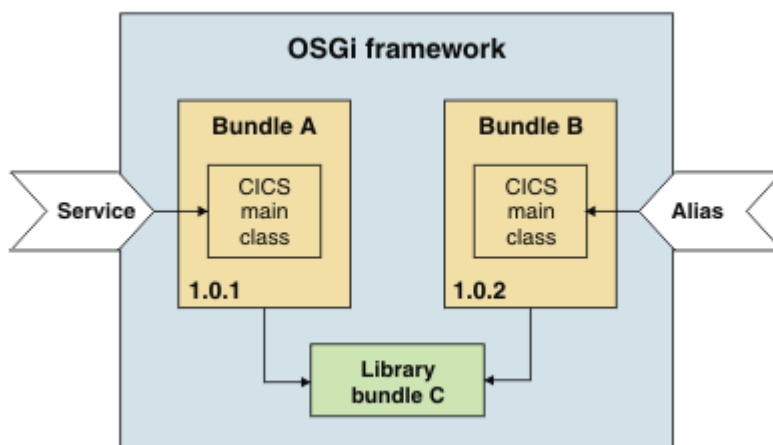 OSGi framework
Bundle A
CICS
main
class
1.0.1
Bundle B
CICS
main
class
1.0.2
Service
Alias
Library
bundle C